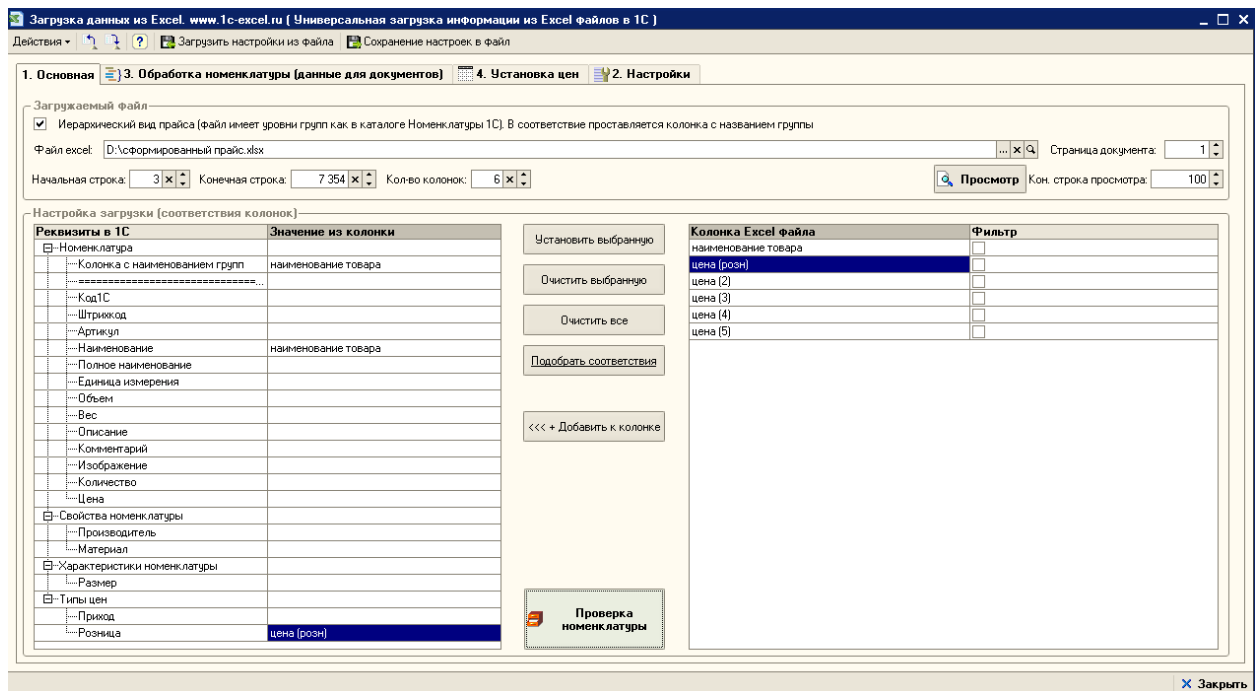 Загрузка данных из Excel. www.1c-excel.ru ( Универсальная загрузка информации из Excel файлов в 1С )
Действия Загрузить настройки из файла Сохранение настроек в файл
1. Основная 3. Обработка номенклатуры (данные для документов) 4. Установка цен 2. Настройки
Загружаемый файл
Иерархический вид прайса (файл имеет уровни групп как в каталоге Номенклатуры 1С). В соответствие проставляется колонка с названием группы
Файл excel: D:\сформированный прайс.xlsx ... x Страница документа: 1
Начальная строка: 3 x Конечная строка: 7 354 x Кол-во колонок: 6 x Просмотр Кон. строка просмотра: 100
Настройка загрузки (соответствия колонок)
Реквизиты в 1С Значение из колонки
Номенклатура
Колонка с наименованием групп наименование товара
==============================...
Код1С
Штрихкод
Артикул
Наименование наименование товара
Полное наименование
Единица измерения
Объем
Вес
Описание
Комментарий
Изображение
Количество
Цена
Свойства номенклатуры
Производитель
Материал
Характеристики номенклатуры
Размер
Типы цен
Приход
Розница цена (розн)
Установить выбранную
Очистить выбранную
Очистить все
Подобрать соответствия
<<< + Добавить к колонке
Проверка
номенклатуры
Колонка Excel файла Фильтр
наименование товара
цена (розн)
цена (2)
цена (3)
цена (4)
цена (5)
Закрыть